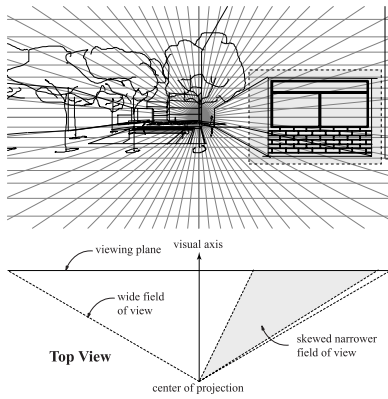 visual axis
viewing plane
wide field
of view
skewed narrower
field of view
Top View
center of projection